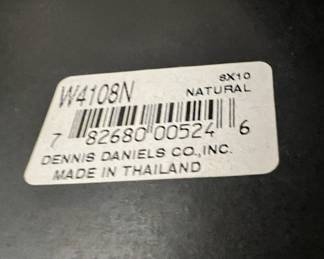 W4108N
8X10
NATURAL
7 82680 00524 6
DENNIS DANIELS CO., INC.
MADE IN THAILAND